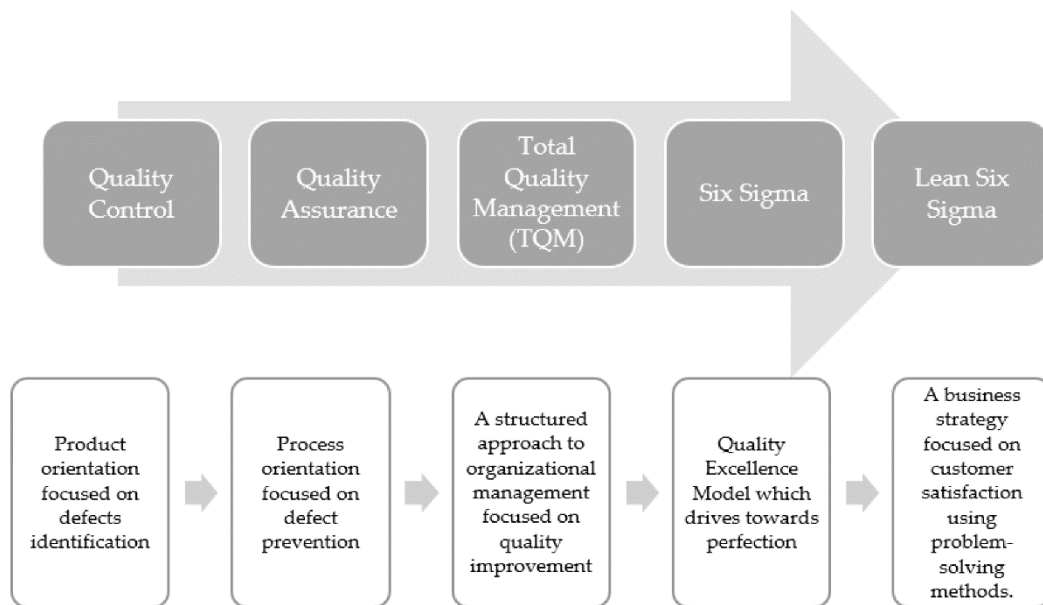 Quality
Control
Quality
Assurance
Total
Quality
Management
(TQM)
Six Sigma
Lean Six
Sigma
Product
orientation
focused on
defects
identification
Process
orientation
focused on
defect
prevention
A structured
approach to
organizational
management
focused on
quality
improvement
Quality
Excellence
Model which
drives towards
perfection
A business
strategy
focused on
customer
satisfaction
using
problem-
solving
methods.